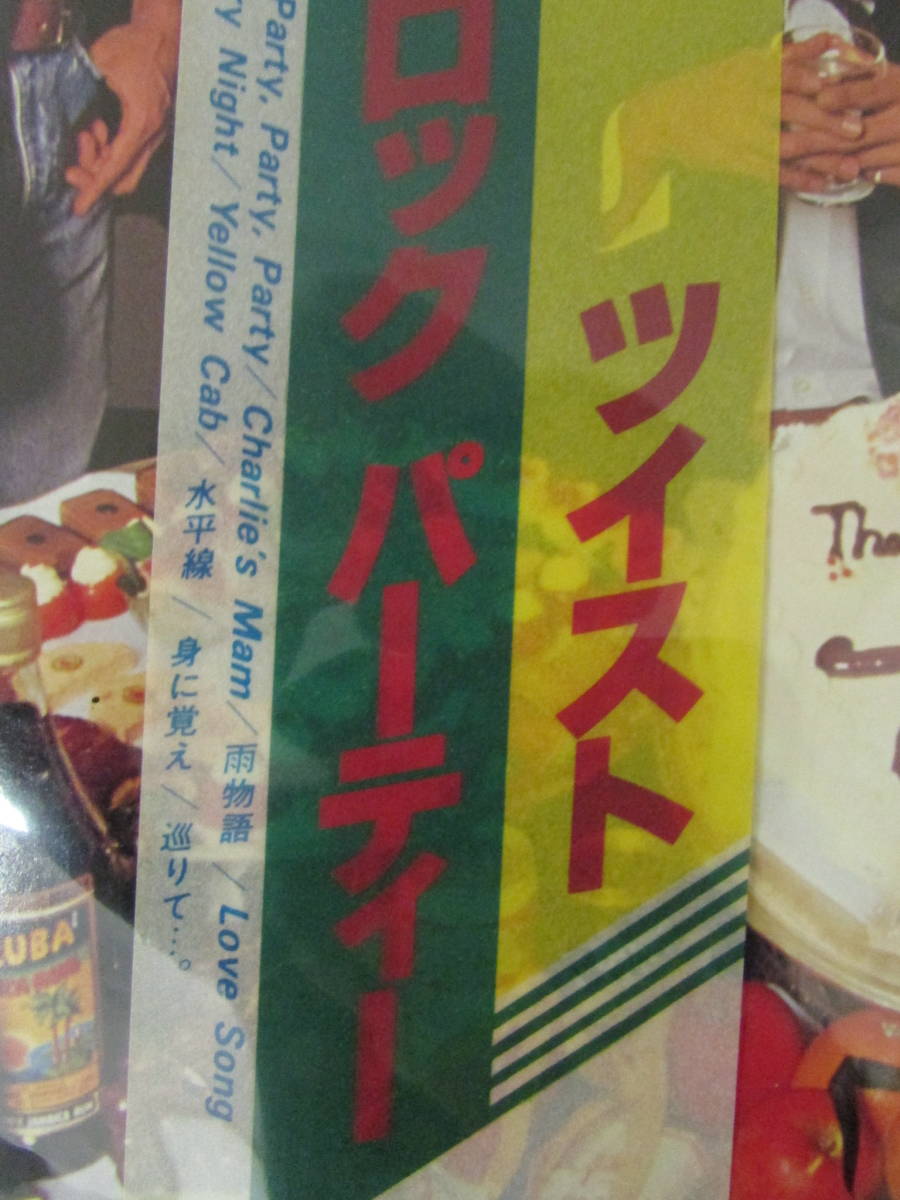 ツイスト
ロック パーティー
Party, Party, Party/Charlie's Mam/雨物語/Love Song
Night/Yellow Cab/水平線/身に覚え/巡りて…。
CUBA
The